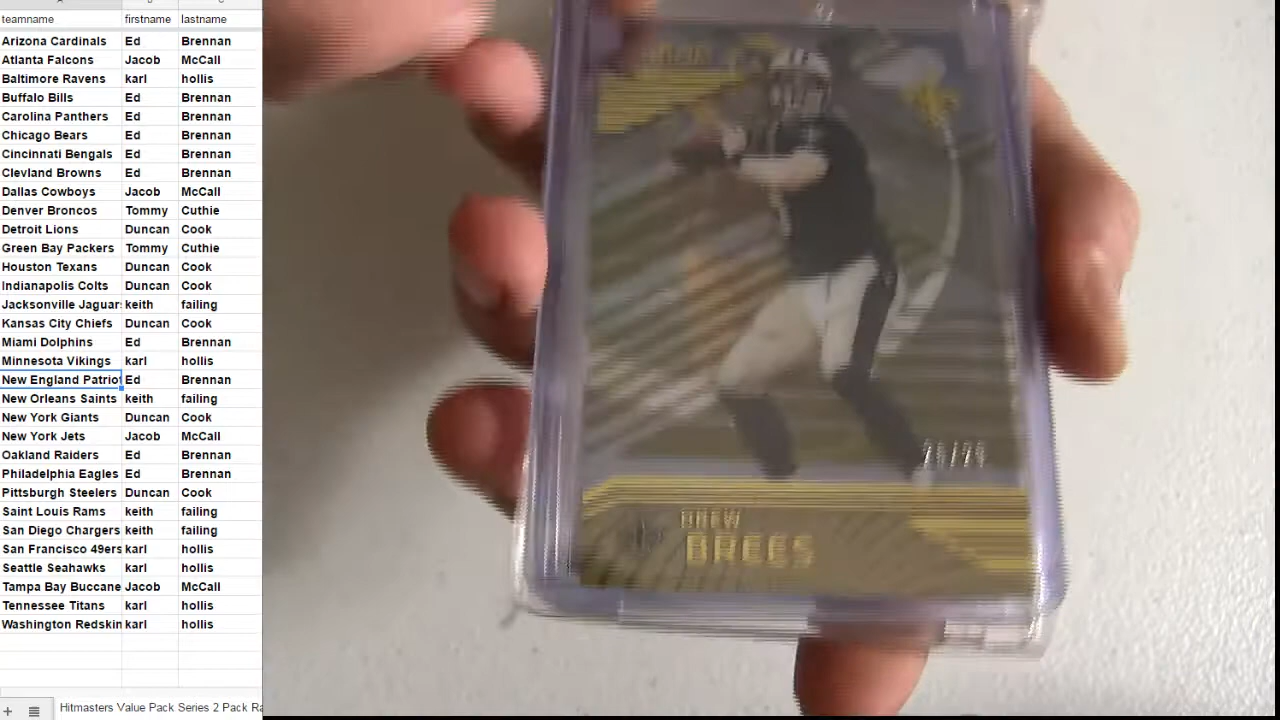 teamname firstname lastname
Arizona Cardinals Ed Brennan
Atlanta Falcons Jacob McCall
Baltimore Ravens karl hollis
Buffalo Bills Ed Brennan
Carolina Panthers Ed Brennan
Chicago Bears Ed Brennan
Cincinnati Bengals Ed Brennan
Clevland Browns Ed Brennan
Dallas Cowboys Jacob McCall
Denver Broncos Tommy Cuthie
Detroit Lions Duncan Cook
Green Bay Packers Tommy Cuthie
Houston Texans Duncan Cook
Indianapolis Colts Duncan Cook
Jacksonville Jaguar keith failing
Kansas City Chiefs Duncan Cook
Miami Dolphins Ed Brennan
Minnesota Vikings karl hollis
New England Patriot Ed Brennan
New Orleans Saints keith failing
New York Giants Duncan Cook
New York Jets Jacob McCall
Oakland Raiders Ed Brennan
Philadelphia Eagles Ed Brennan
Pittsburgh Steelers Duncan Cook
Saint Louis Rams keith failing
San Diego Chargers keith failing
San Francisco 49ers karl hollis
Seattle Seahawks karl hollis
Tampa Bay Buccane Jacob McCall
Tennessee Titans karl hollis
Washington Redskin karl hollis
Hitmasters Value Pack Series 2 Pack Ra
DREW
BREES